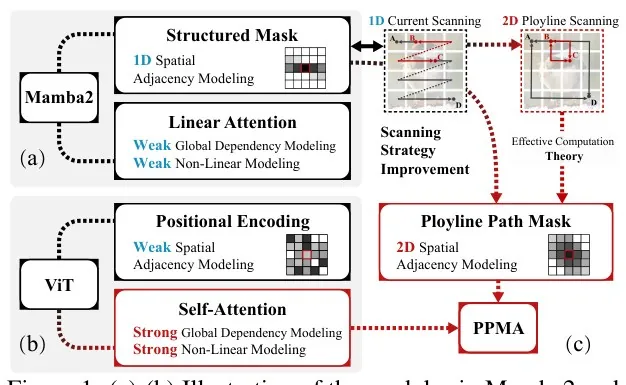 Structured Mask
1D Spatial
Adjacency Modeling
Mamba2
Linear Attention
Weak Global Dependency Modeling
Weak Non-Linear Modeling
(a)
1D Current Scanning
2D Ployline Scanning
A
B
C
D
A
B
C
D
Scanning
Strategy
Improvement
Effective Computation
Theory
Positional Encoding
Weak Spatial
Adjacency Modeling
ViT
Self-Attention
Strong Global Dependency Modeling
Strong Non-Linear Modeling
(b)
Ployline Path Mask
2D Spatial
Adjacency Modeling
PPMA
(c)